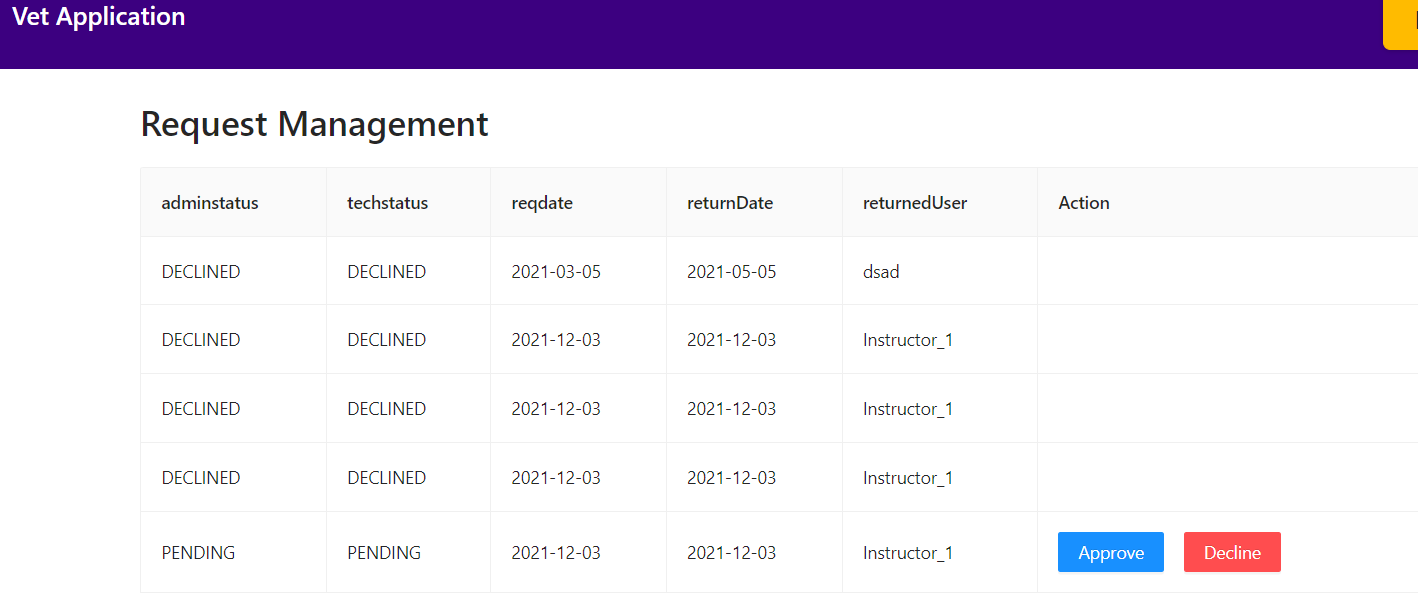 Vet Application
Request Management
adminstatus techstatus reqdate returnDate returnedUser Action
DECLINED DECLINED 2021-03-05 2021-05-05 dsad
DECLINED DECLINED 2021-12-03 2021-12-03 Instructor_1
DECLINED DECLINED 2021-12-03 2021-12-03 Instructor_1
DECLINED DECLINED 2021-12-03 2021-12-03 Instructor_1
PENDING PENDING 2021-12-03 2021-12-03 Instructor_1 Approve Decline